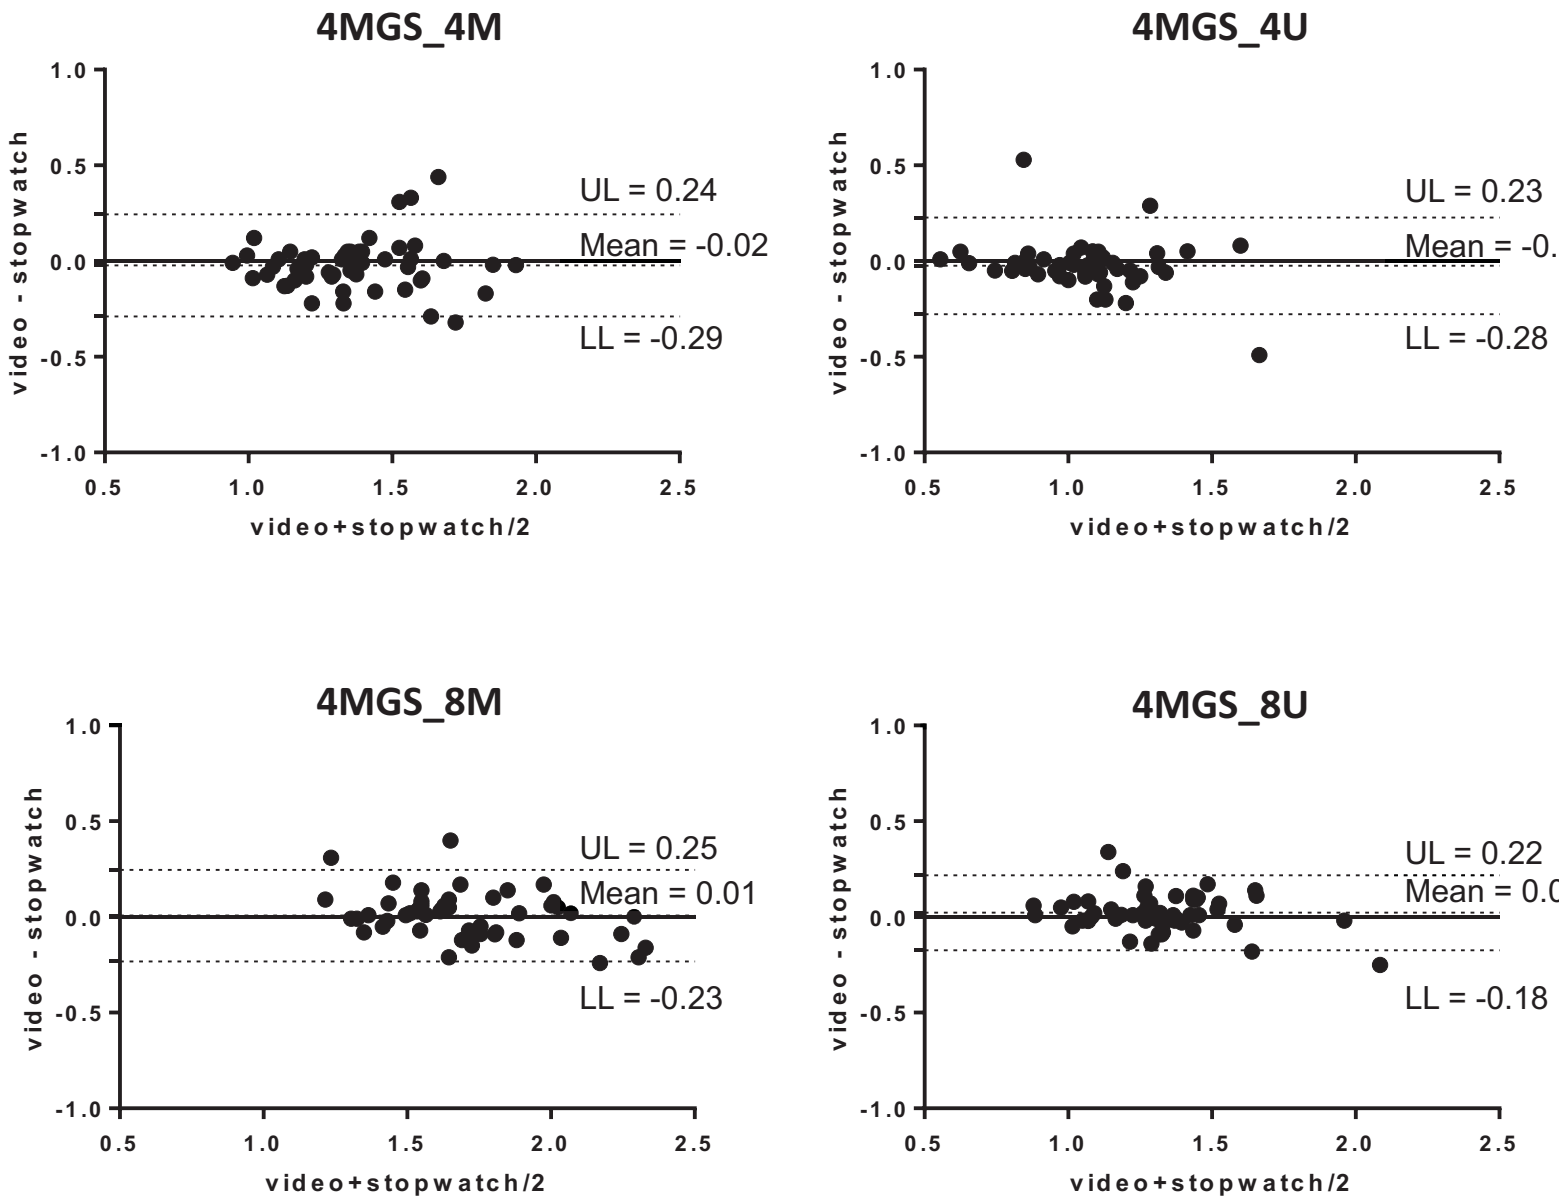 4MGS_4M
1.0
0.5
0.0
-0.5
-1.0
video - stopwatch
UL = 0.24
Mean = -0.02
LL = -0.29
0.5 1.0 1.5 2.0 2.5
video+stopwatch/2
4MGS_4U
1.0
0.5
0.0
-0.5
-1.0
video - stopwatch
UL = 0.23
Mean = -0.
LL = -0.28
0.5 1.0 1.5 2.0 2.5
video+stopwatch/2
4MGS_8M
1.0
0.5
0.0
-0.5
-1.0
video - stopwatch
UL = 0.25
Mean = 0.01
LL = -0.23
0.5 1.0 1.5 2.0 2.5
video+stopwatch/2
4MGS_8U
1.0
0.5
0.0
-0.5
-1.0
video - stopwatch
UL = 0.22
Mean = 0.0
LL = -0.18
0.5 1.0 1.5 2.0 2.5
video+stopwatch/2